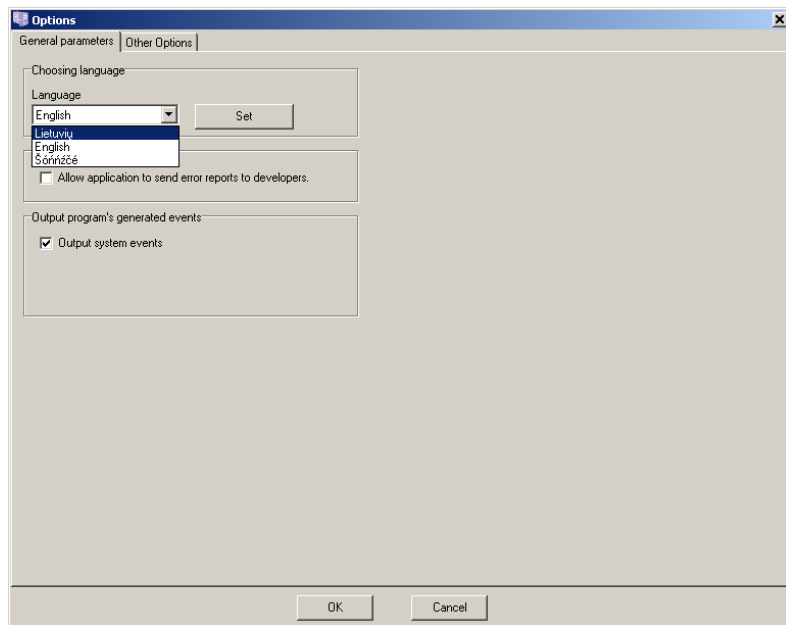 Options
General parameters
Other Options
Choosing language
Language
English
Set
Lietuvių
English
Šóńńźčé
Allow application to send error reports to developers.
Output program's generated events
Output system events
OK
Cancel